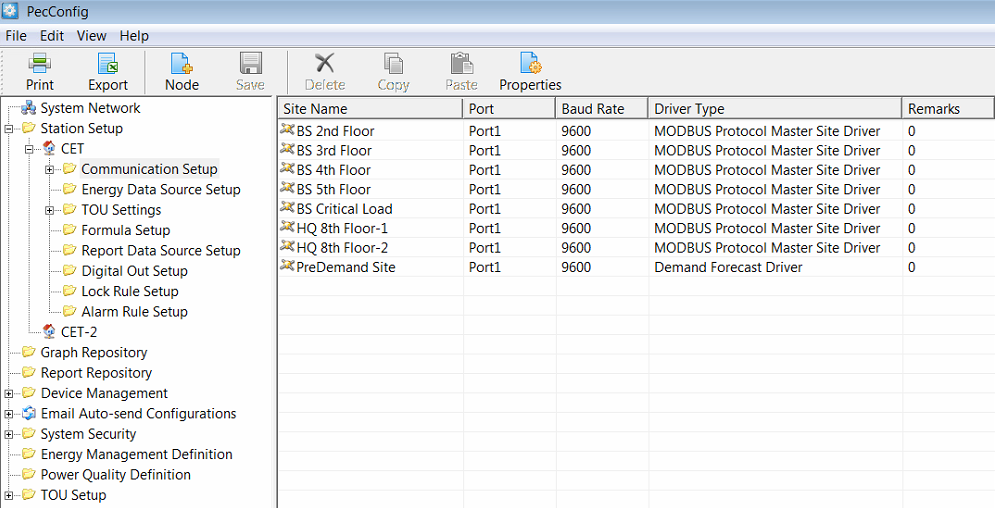 PecConfig
File Edit View Help
Print Export Node Save Delete Copy Paste Properties
System Network
Station Setup
CET
Communication Setup
Energy Data Source Setup
TOU Settings
Formula Setup
Report Data Source Setup
Digital Out Setup
Lock Rule Setup
Alarm Rule Setup
CET-2
Graph Repository
Report Repository
Device Management
Email Auto-send Configurations
System Security
Energy Management Definition
Power Quality Definition
TOU Setup
Site Name Port Baud Rate Driver Type Remarks
BS 2nd Floor Port1 9600 MODBUS Protocol Master Site Driver 0
BS 3rd Floor Port1 9600 MODBUS Protocol Master Site Driver 0
BS 4th Floor Port1 9600 MODBUS Protocol Master Site Driver 0
BS 5th Floor Port1 9600 MODBUS Protocol Master Site Driver 0
BS Critical Load Port1 9600 MODBUS Protocol Master Site Driver 0
HQ 8th Floor-1 Port1 9600 MODBUS Protocol Master Site Driver 0
HQ 8th Floor-2 Port1 9600 MODBUS Protocol Master Site Driver 0
PreDemand Site Port1 9600 Demand Forecast Driver 0